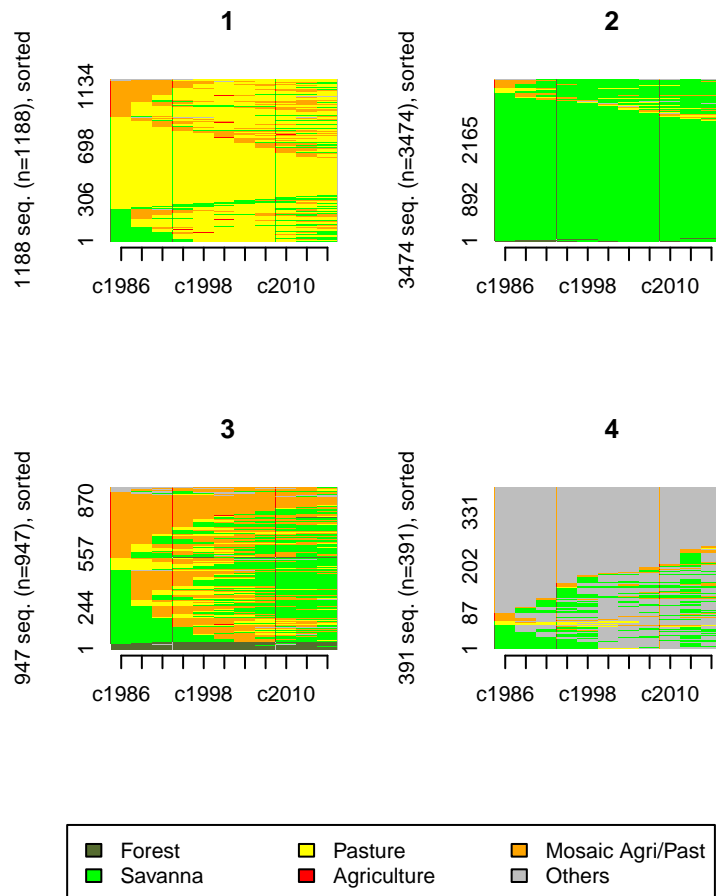 1
2
1188 seq. (n=1188), sorted
1 306 698 1134
c1986 c1998 c2010
3474 seq. (n=3474), sorted
1 892 2165
c1986 c1998 c2010
3
4
947 seq. (n=947), sorted
1 244 557 870
c1986 c1998 c2010
391 seq. (n=391), sorted
1 87 202 331
c1986 c1998 c2010
Forest Pasture Mosaic Agri/Past
Savanna Agriculture Others